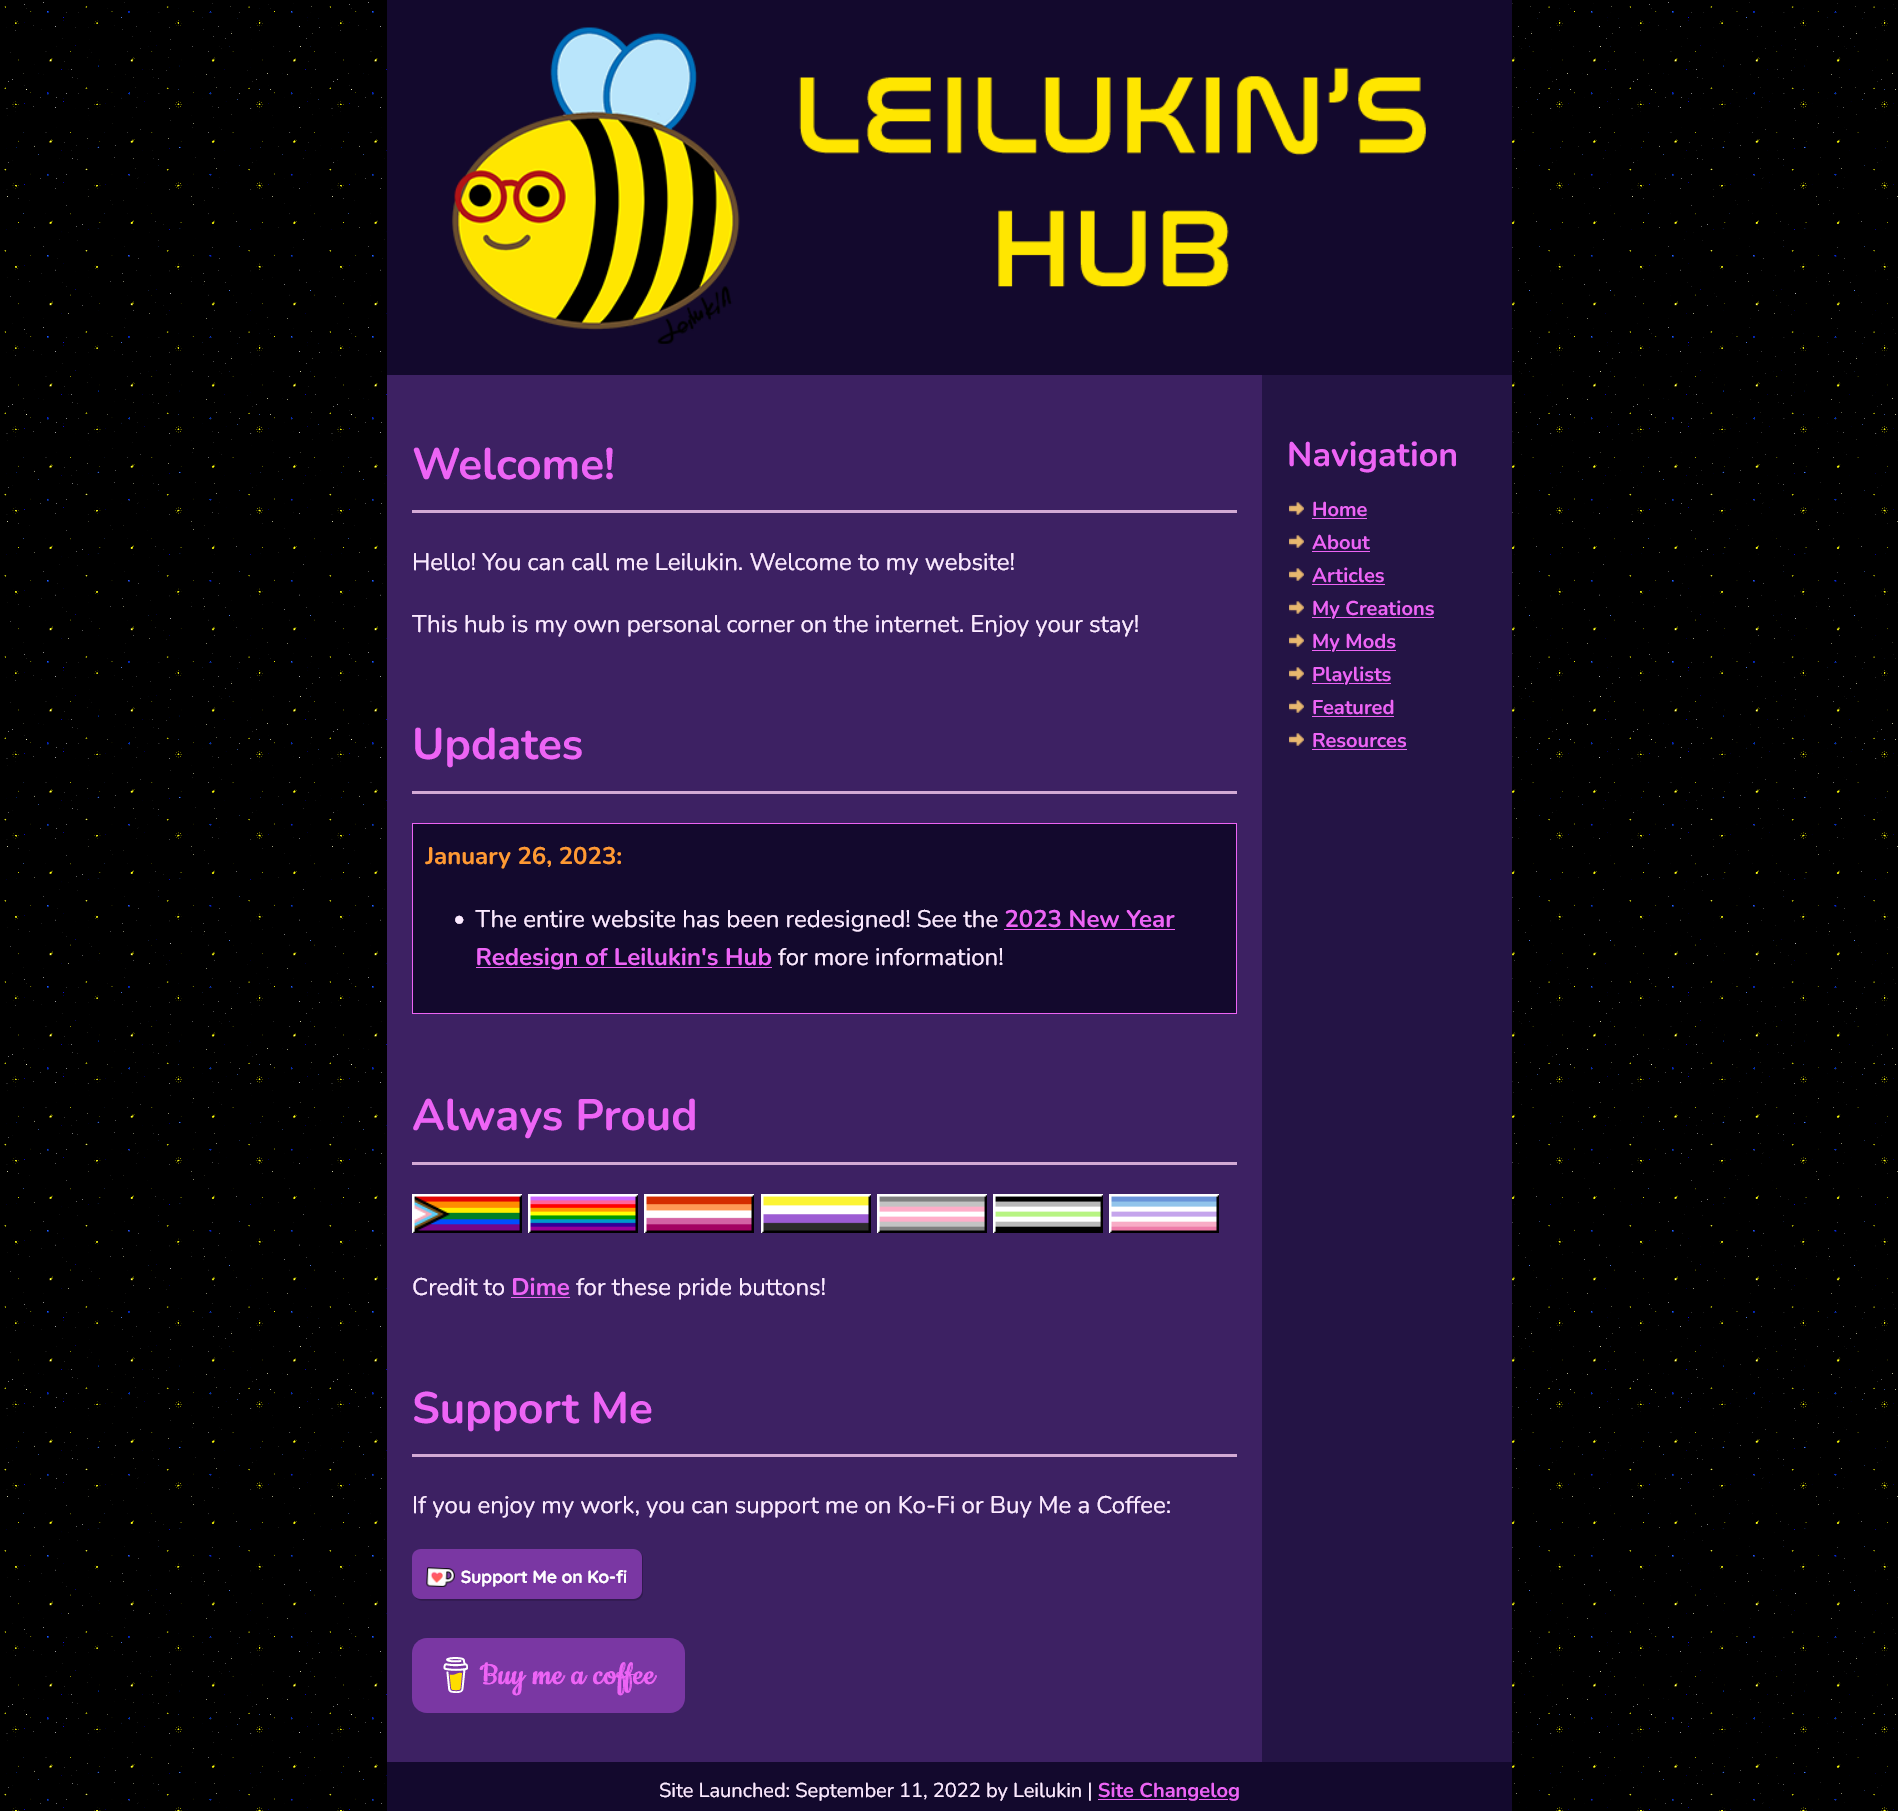 LEILUKIN'S
HUB
Leilukin
Welcome!
Hello! You can call me Leilukin. Welcome to my website!
This hub is my own personal corner on the internet. Enjoy your stay!
Updates
January 26, 2023:
The entire website has been redesigned! See the 2023 New Year
Redesign of Leilukin's Hub for more information!
Always Proud
Credit to Dime for these pride buttons!
Support Me
If you enjoy my work, you can support me on Ko-Fi or Buy Me a Coffee:
Support Me on Ko-fi
Buy me a coffee
Navigation
Home
About
Articles
My Creations
My Mods
Playlists
Featured
Resources
Site Launched: September 11, 2022 by Leilukin | Site Changelog